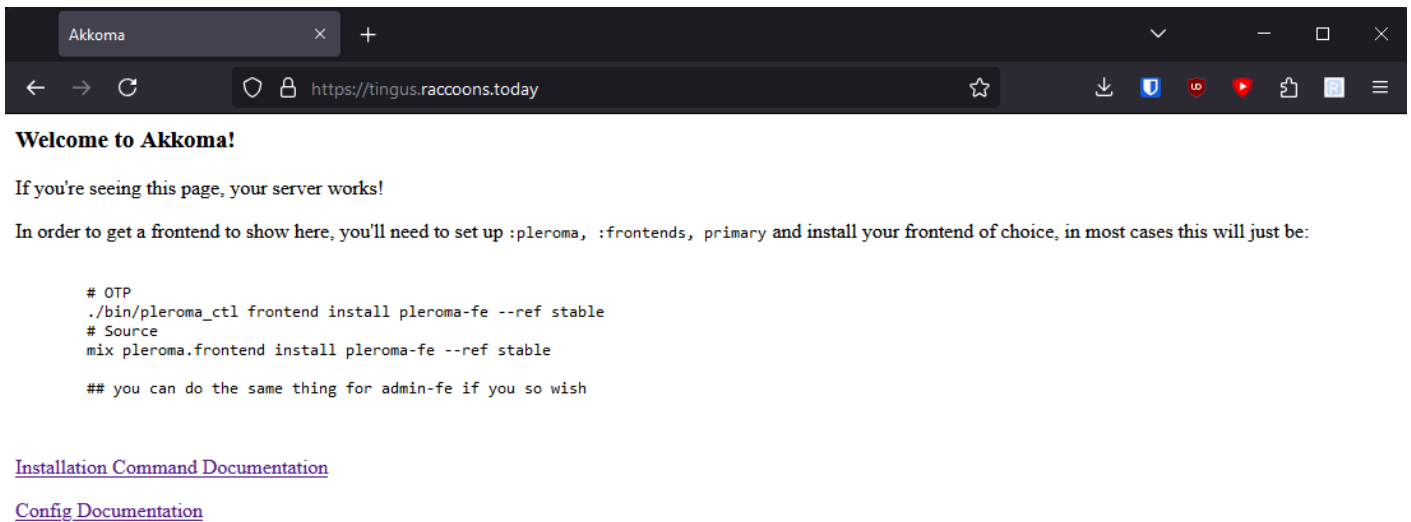 Akkoma
https://tingus.raccoons.today
Welcome to Akkoma!
If you're seeing this page, your server works!
In order to get a frontend to show here, you'll need to set up :pleroma, :frontends, primary and install your frontend of choice, in most cases this will just be:
# OTP
./bin/pleroma_ctl frontend install pleroma-fe --ref stable
# Source
mix pleroma.frontend install pleroma-fe --ref stable
## you can do the same thing for admin-fe if you so wish
Installation Command Documentation
Config Documentation